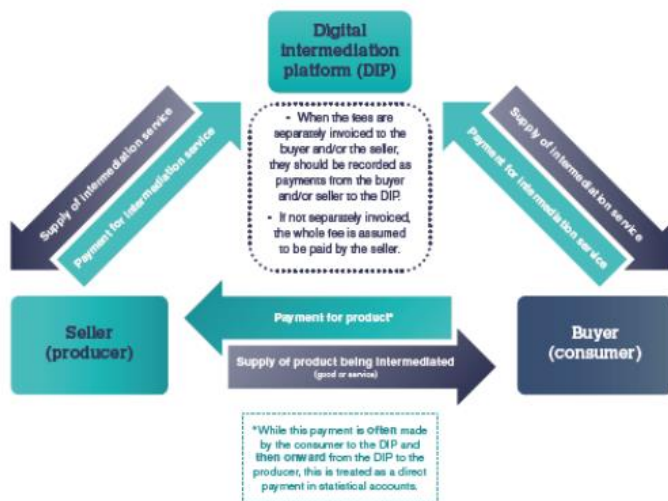 Digital
intermediation
platform (DIP)
Supply of intermediation service
Payment for intermediation service
• When the fees are
separately invoiced to the
buyer and/or the seller,
they should be recorded as
payments from the buyer
and/or seller to the DIP.
• If not separately invoiced,
the whole fee is assumed
to be paid by the seller.
Supply of intermediation service
Payment for intermediation service
Seller
(producer)
Payment for product*
Supply of product being intermediated
(good or service)
Buyer
(consumer)
*While this payment is often made
by the consumer to the DIP and
then onward from the DIP to the
producer, this is treated as a direct
payment in statistical accounts.